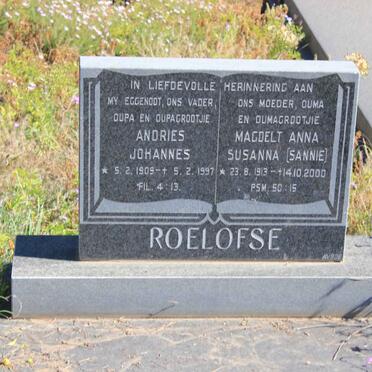 IN LIEFDEVOLLE HERINNERING AAN
MY EGGENOOT, ONS VADER,
OUPA EN OUPAGROOTJIE
ANDRIES
JOHANNES
* 5. 2. 1909 - + 5. 2. 1997
FIL. 4: 13.
ONS MOEDER, OUMA
EN OUMAGROOTJIE
MAGDELT ANNA
SUSANNA (SANNIE)
* 23. 8. 1913 - + 14.10.2000
PSM. 50: 15
ROELOFSE